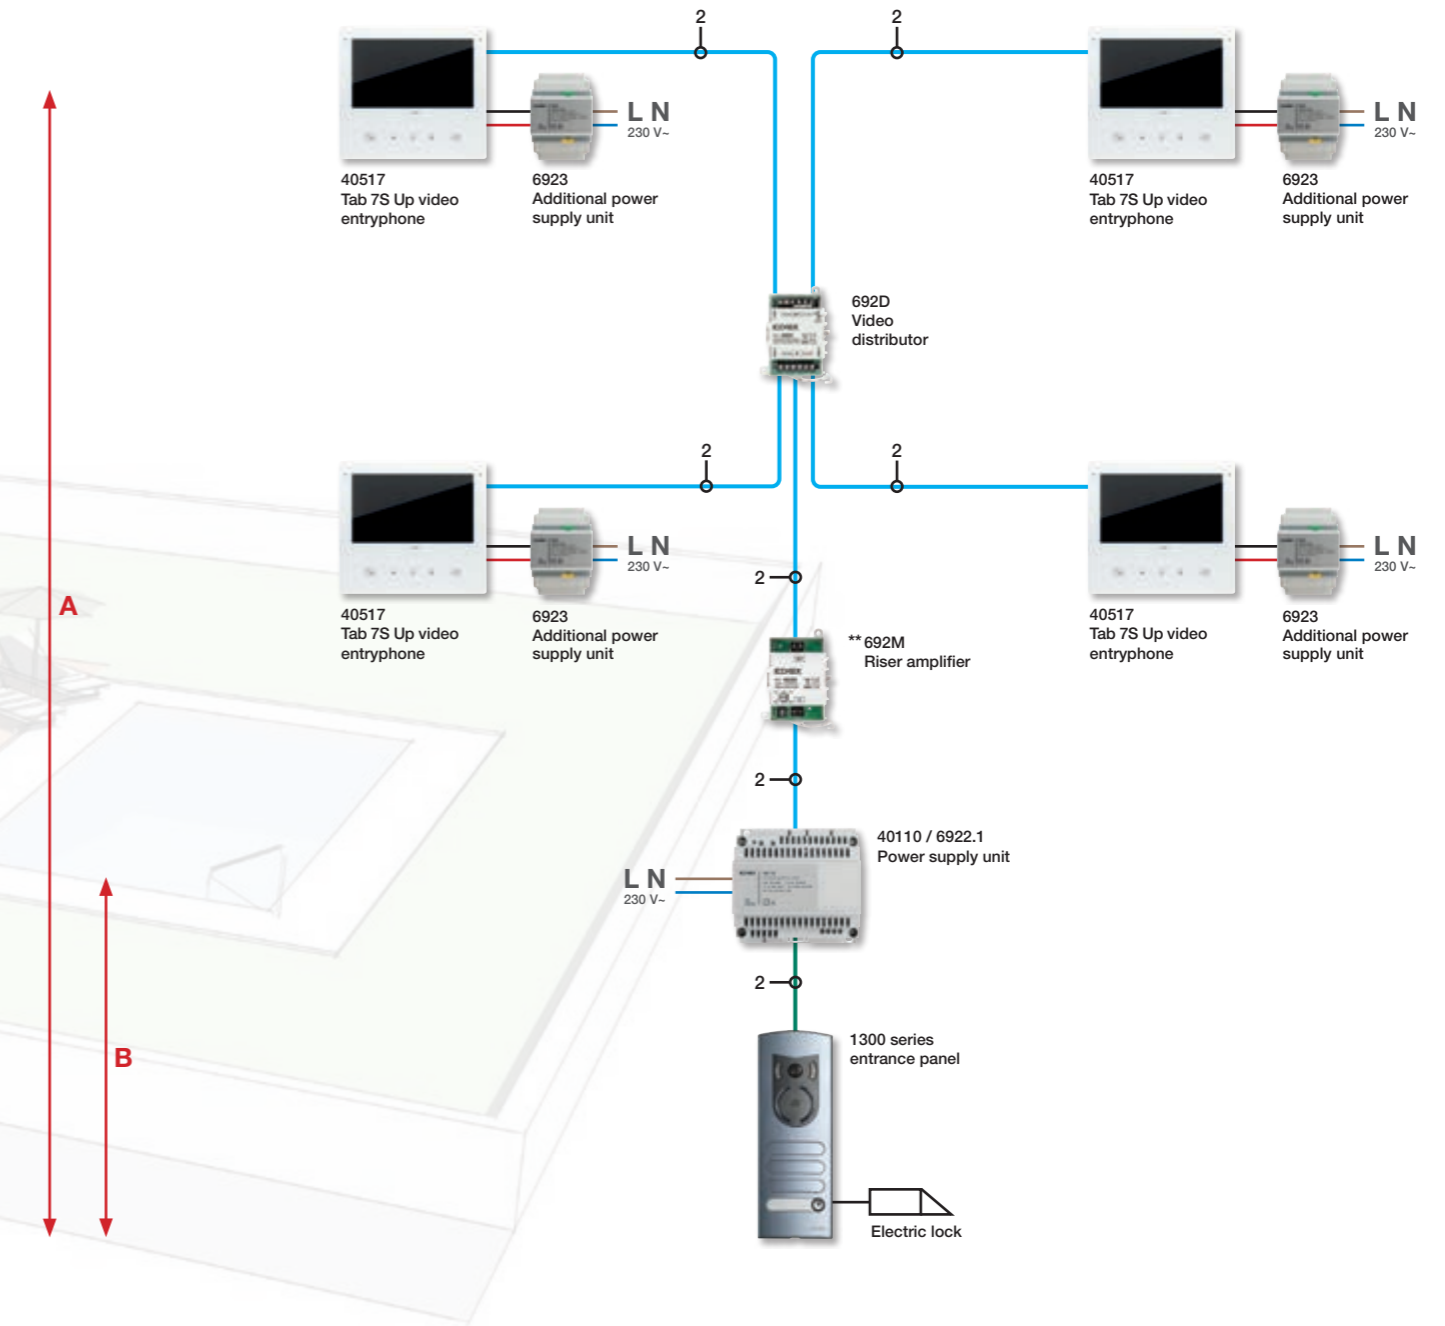 2
2
L N
230 V~
L N
230 V~
40517
Tab 7S Up video
entryphone
6923
Additional power
supply unit
40517
Tab 7S Up video
entryphone
6923
Additional power
supply unit
692D
Video
distributor
2
2
L N
230 V~
L N
230 V~
2
A
40517
Tab 7S Up video
entryphone
6923
Additional power
supply unit
**692M
Riser amplifier
40517
Tab 7S Up video
entryphone
6923
Additional power
supply unit
2
40110 / 6922.1
Power supply unit
L N
230 V~
2
B
1300 series
entrance panel
Electric lock